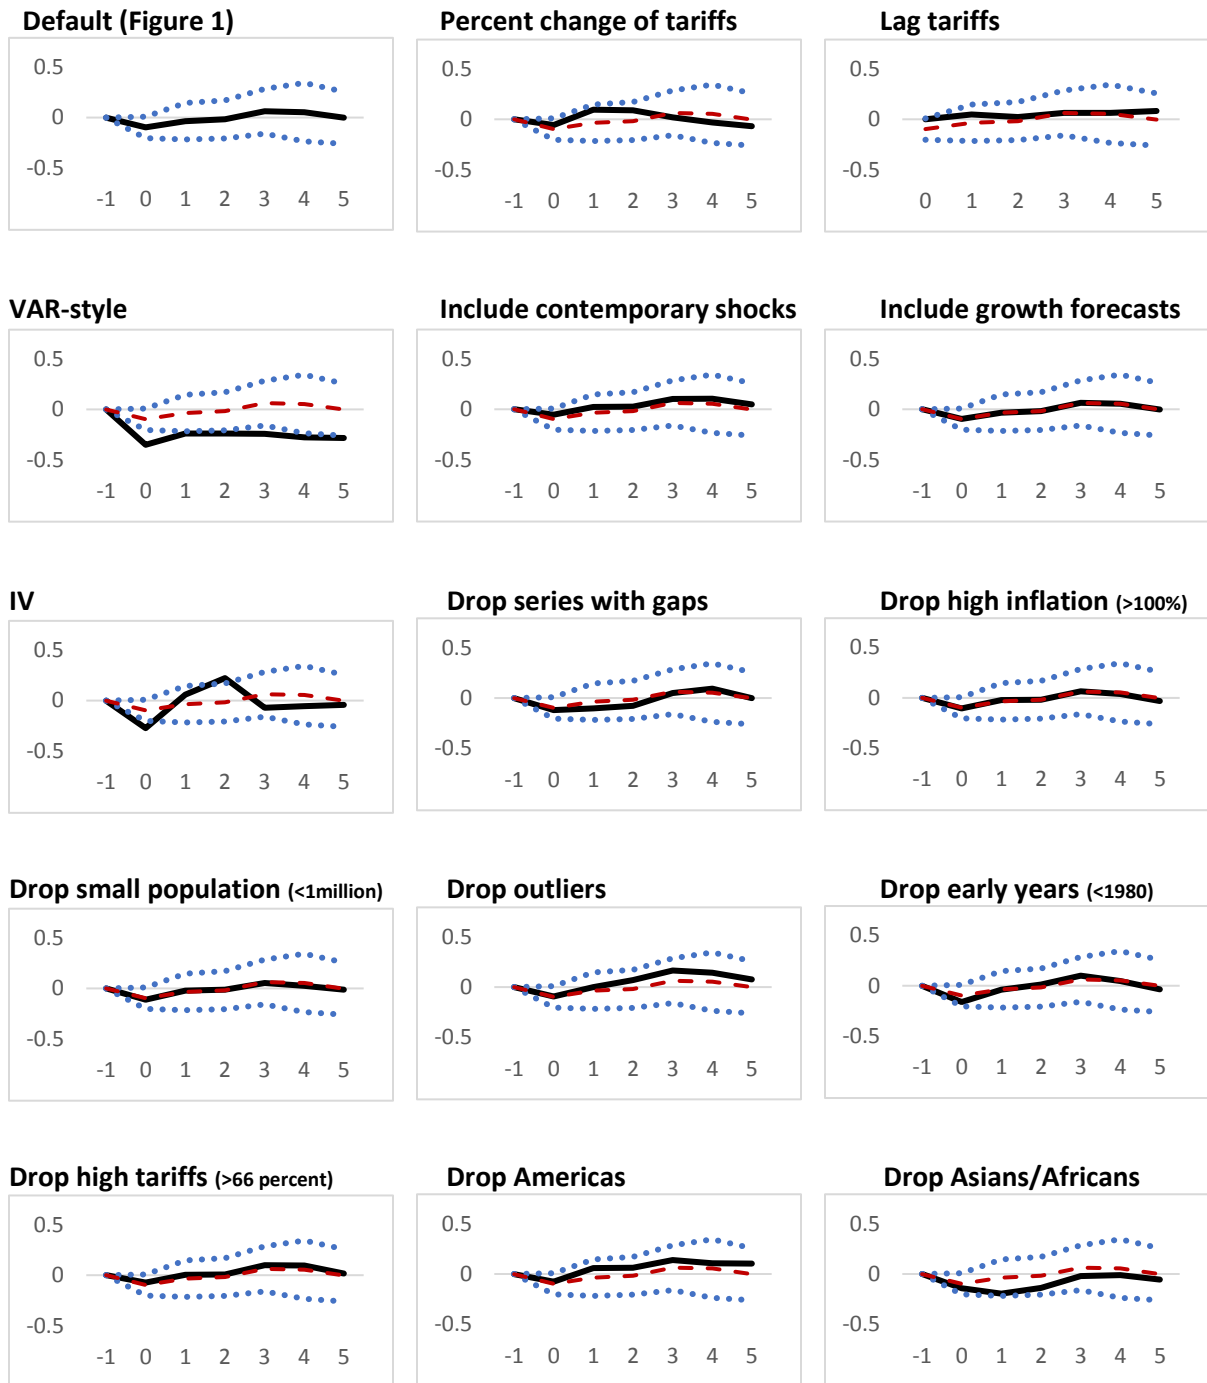 Default (Figure 1)
0.5
0
-0.5
-1 0 1 2 3 4 5
Percent change of tariffs
0.5
0
-0.5
-1 0 1 2 3 4 5
Lag tariffs
0.5
0
-0.5
0 1 2 3 4 5
VAR-style
0.5
0
-0.5
-1 0 1 2 3 4 5
Include contemporary shocks
0.5
0
-0.5
-1 0 1 2 3 4 5
Include growth forecasts
0.5
0
-0.5
-1 0 1 2 3 4 5
IV
0.5
0
-0.5
-1 0 1 2 3 4 5
Drop series with gaps
0.5
0
-0.5
-1 0 1 2 3 4 5
Drop high inflation (>100%)
0.5
0
-0.5
-1 0 1 2 3 4 5
Drop small population (<1million)
0.5
0
-0.5
-1 0 1 2 3 4 5
Drop outliers
0.5
0
-0.5
-1 0 1 2 3 4 5
Drop early years (<1980)
0.5
0
-0.5
-1 0 1 2 3 4 5
Drop high tariffs (>66 percent)
0.5
0
-0.5
-1 0 1 2 3 4 5
Drop Americas
0.5
0
-0.5
-1 0 1 2 3 4 5
Drop Asians/Africans
0.5
0
-0.5
-1 0 1 2 3 4 5